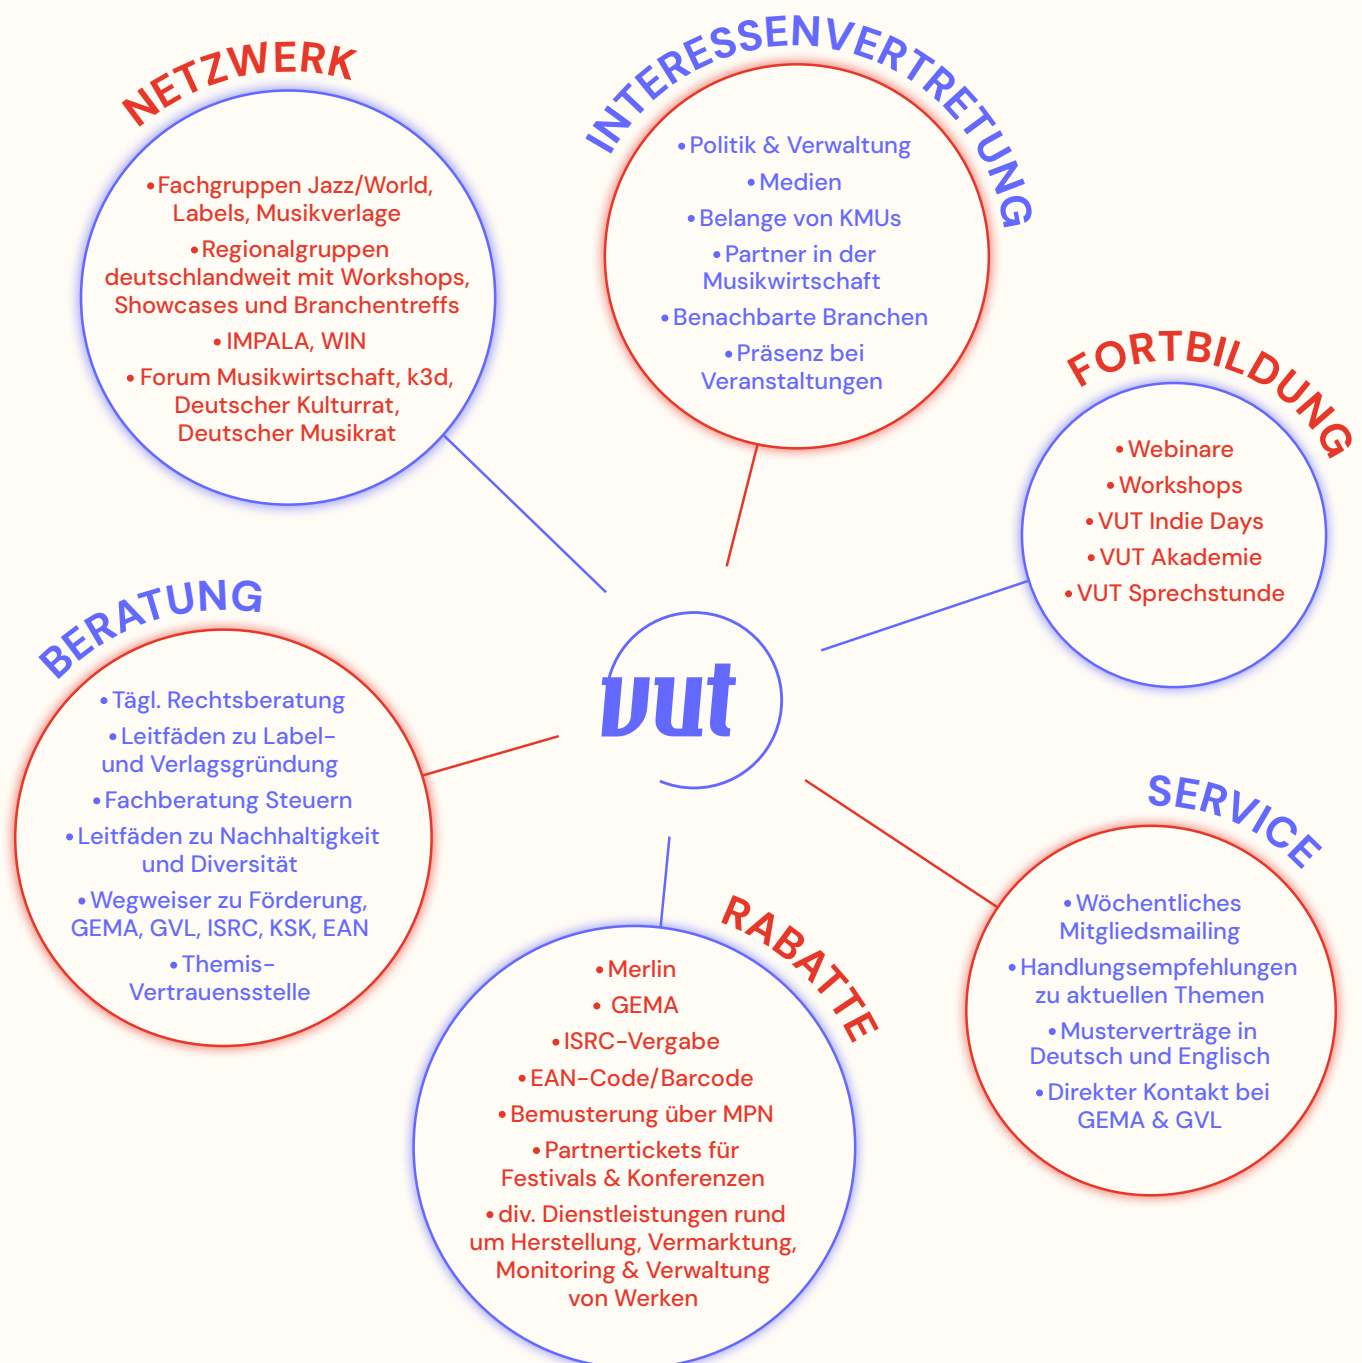 NETZWERK
•Fachgruppen Jazz/World,
Labels, Musikverlage
•Regionalgruppen
deutschlandweit mit Workshops,
Showcases und Branchentreffs
•IMPALA, WIN
•Forum Musikwirtschaft, k3d,
Deutscher Kulturrat,
Deutscher Musikrat
INTERESSENVERTRETUNG
•Politik & Verwaltung
•Medien
•Belange von KMUs
•Partner in der
Musikwirtschaft
•Benachbarte Branchen
•Präsenz bei
Veranstaltungen
FORTBILDUNG
•Webinare
•Workshops
•VUT Indie Days
•VUT Akademie
•VUT Sprechstunde
BERATUNG
•Tägl. Rechtsberatung
•Leitfäden zu Label-
und Verlagsgründung
•Fachberatung Steuern
•Leitfäden zu Nachhaltigkeit
und Diversität
•Wegweiser zu Förderung,
GEMA, GVL, ISRC, KSK, EAN
•Themis-
Vertrauensstelle
vut
SERVICE
•Wöchentliches
Mitgliedsmailing
•Handlungsempfehlungen
zu aktuellen Themen
•Musterverträge in
Deutsch und Englisch
•Direkter Kontakt bei
GEMA & GVL
RABATTE
•Merlin
• GEMA
•ISRC-Vergabe
•EAN-Code/Barcode
•Bemusterung über MPN
•Partnertickets für
Festivals & Konferenzen
•div. Dienstleistungen rund
um Herstellung, Vermarktung,
Monitoring & Verwaltung
von Werken